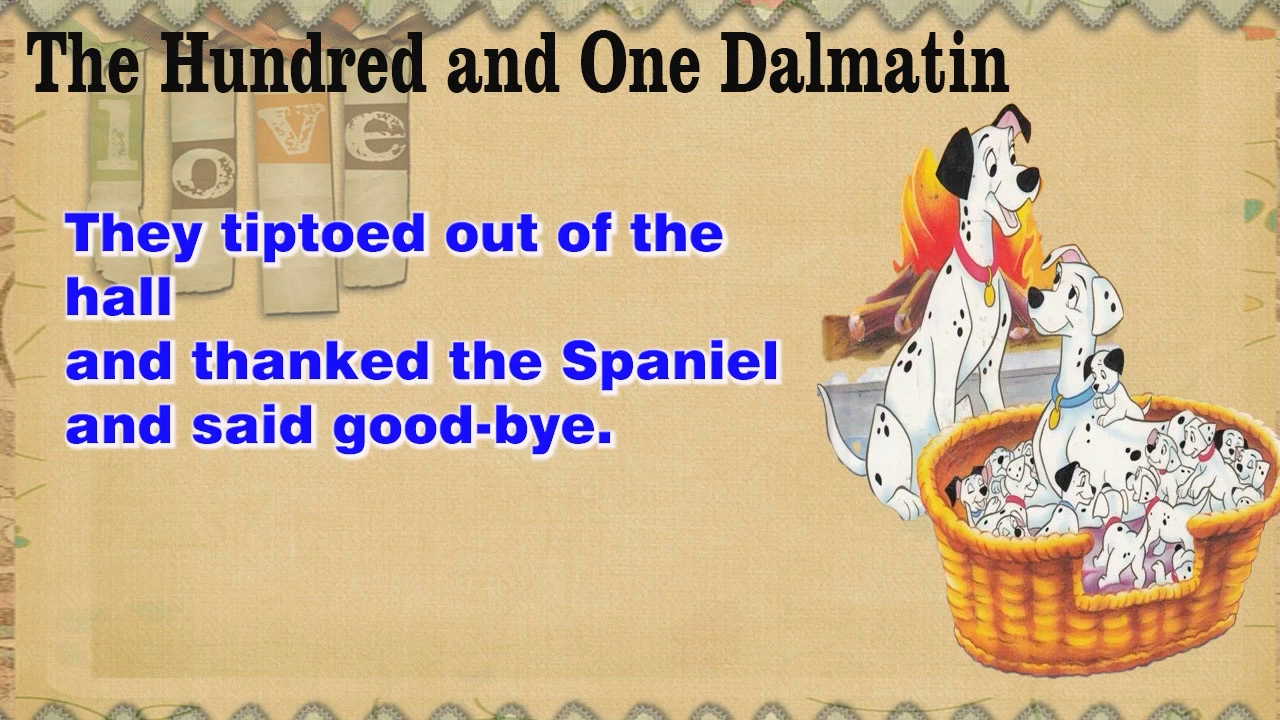 The Hundred and One Dalmatin
love
They tiptoed out of the
hall
and thanked the Spaniel
and said good-bye.